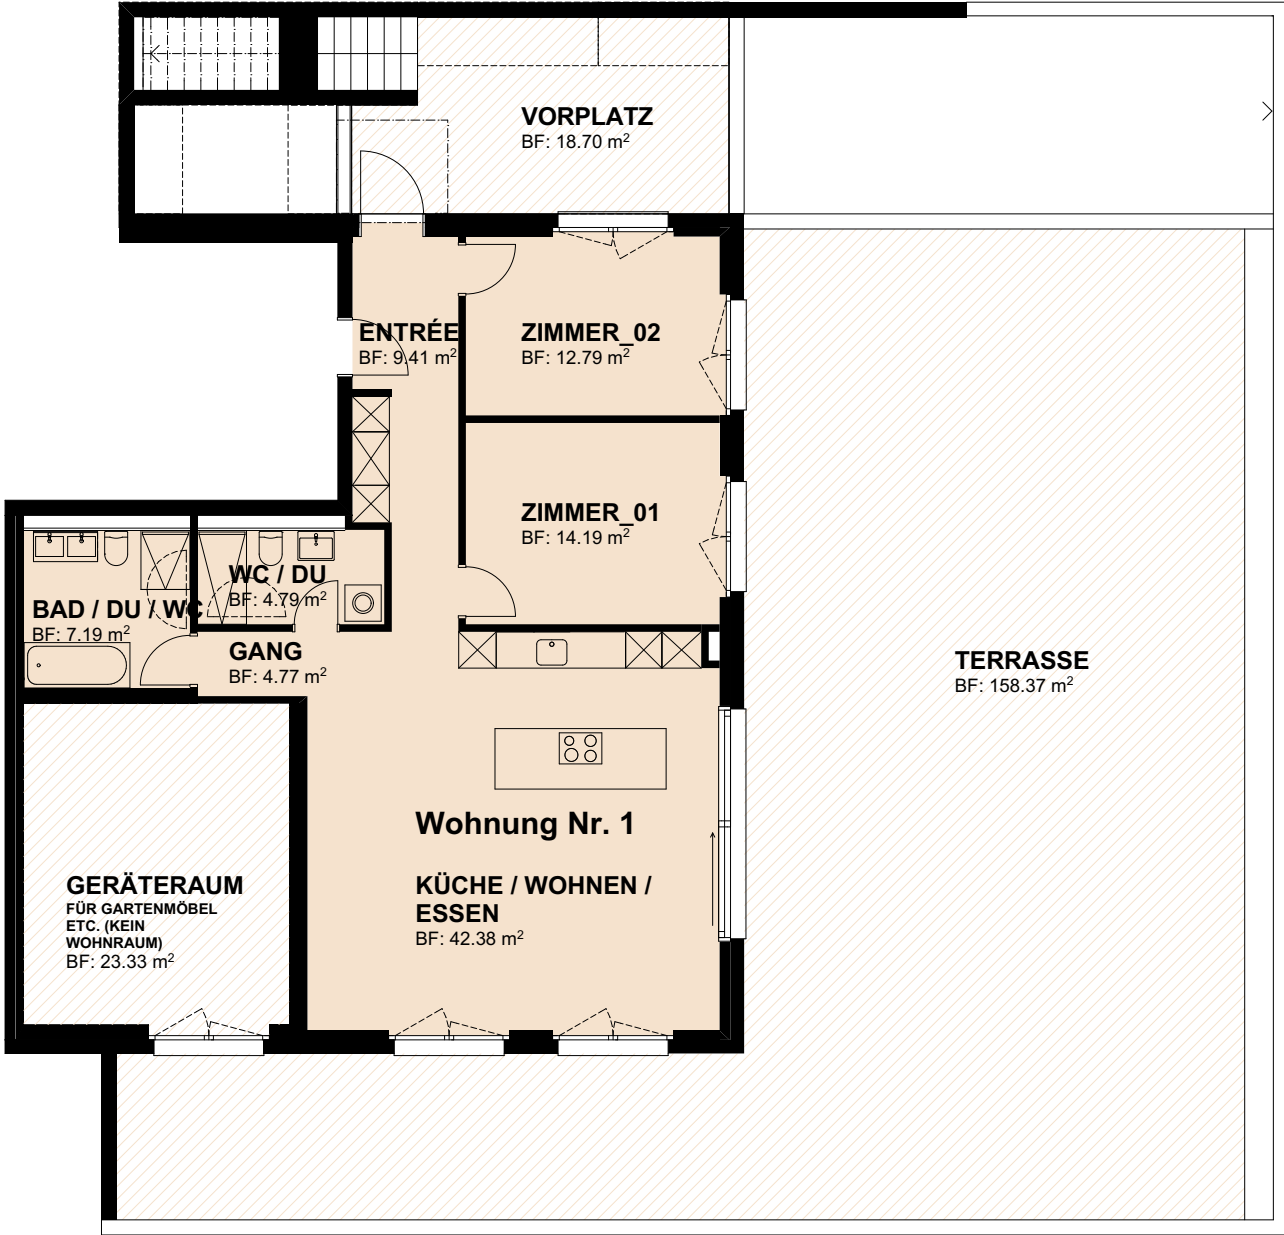 VORPLATZ
BF: 18.70 m²
ENTRÉE
BF: 9.41 m²
ZIMMER_02
BF: 12.79 m²
ZIMMER_01
BF: 14.19 m²
WC / DU
BF: 4.79 m²
BAD / DU / WC
BF: 7.19 m²
GANG
BF: 4.77 m²
TERRASSE
BF: 158.37 m²
Wohnung Nr. 1
KÜCHE / WOHNEN /
ESSEN
BF: 42.38 m²
GERÄTERAUM
FÜR GARTENMÖBEL
ETC. (KEIN
WOHNRAUM)
BF: 23.33 m²